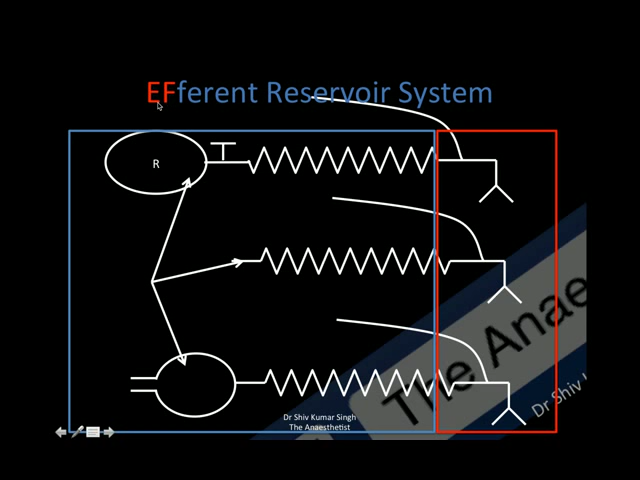 EFferent Reservoir System
R
The Anae
Dr Shiv
Dr Shiv Kumar Singh
The Anaesthetist